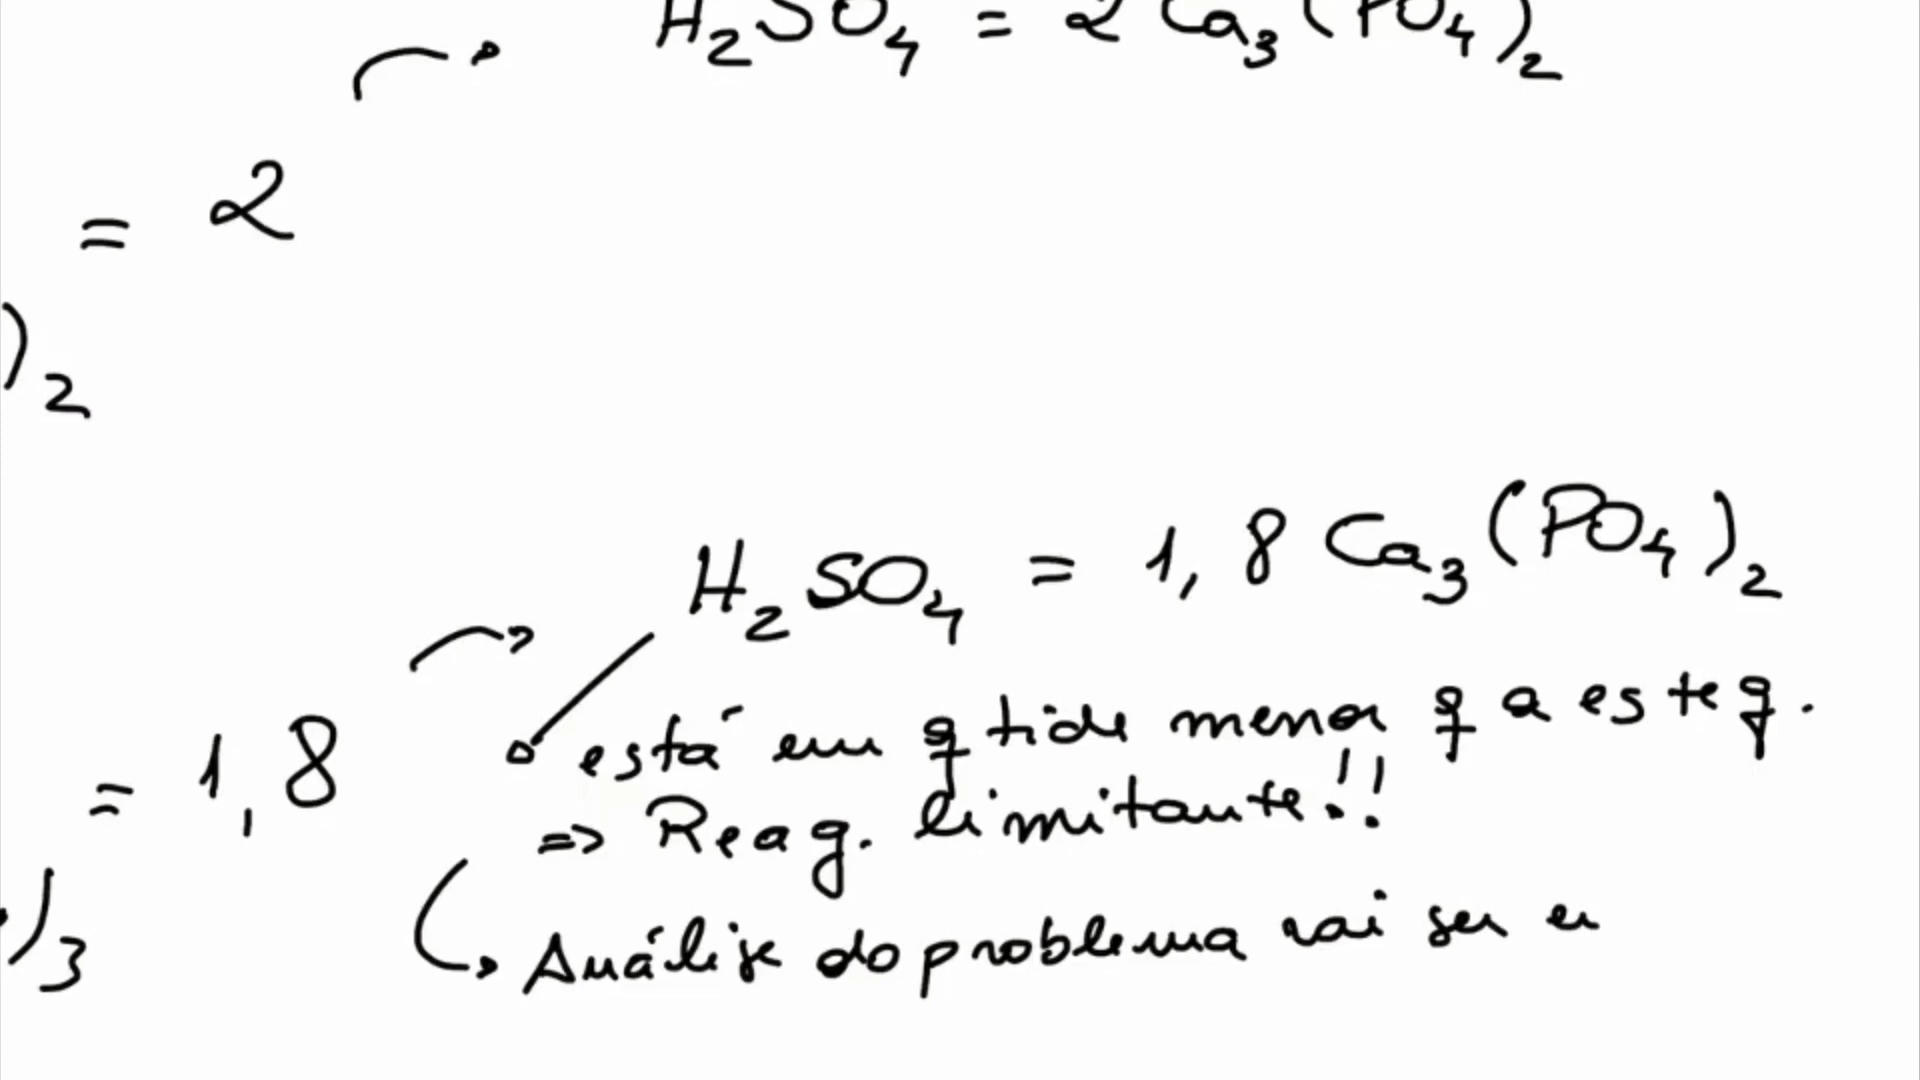 H₂SO₄ = 2 Ca₃(PO₄)₂
= 2
)₂
H₂SO₄ = 1,8 Ca₃(PO₄)₂
= 1,8
está em qtide menor q a esteq.
=> Reag. limitante!!
)₃
Análise do problema vai ser e